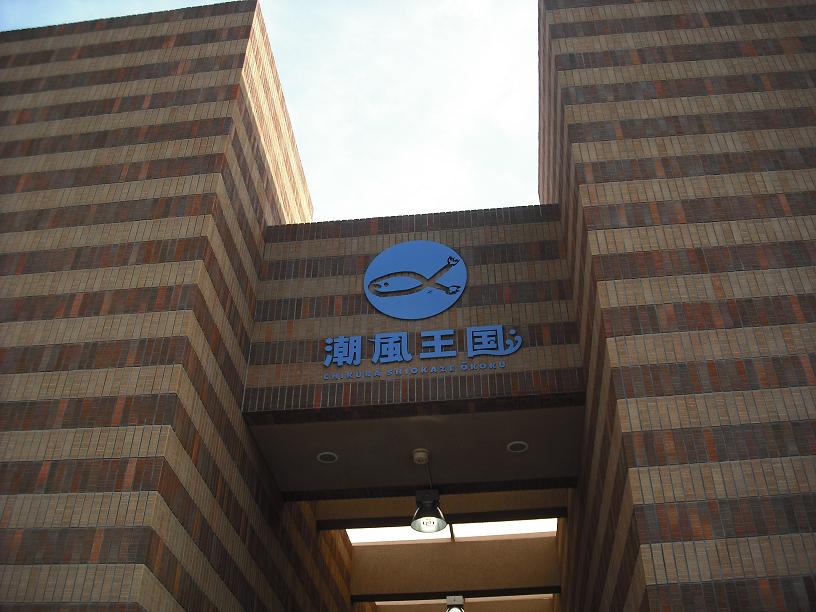 潮風王国
CHIKURA SHIOKAZE OKOKU